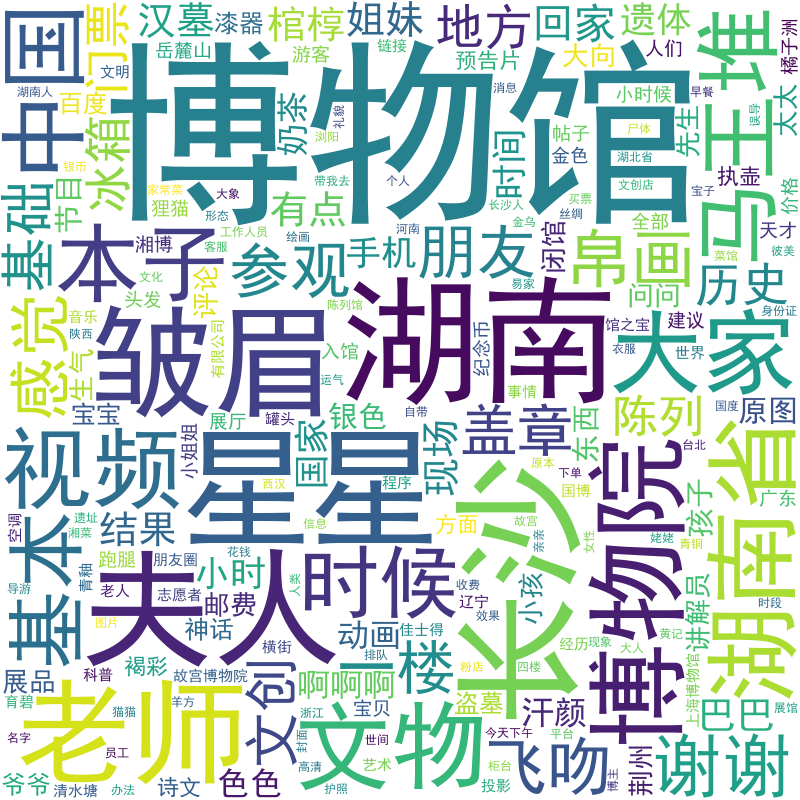 中国
门票
汉墓
漆器
棺椁
姐妹
地方
回家
遗体
人们
橘子洲
岳麓山
游客
链接
预告片
大向
文明
湖南人
百度
博物馆
消息
早餐
小时候
误导
太太
马王堆
冰箱
奶茶
浏阳
礼貌
尸体
帖子
湖北省
时间
金色
先生
银币
家常菜
大象
带我去
个人
买票
文创店
宝子
执壶
价格
基础
节目
狸猫
有点
形态
工作人员
长沙人
金乌
丝绸
全部
天才
本子
湘博
客服
绘画
河南
菜馆
彼美
参观
手机
朋友
闭馆
帛画
历史
感觉
评论
头发
文化
陈列馆
易家
问问
音乐
陕西
生气
有限公司
入馆
纪念币
馆之宝
建议
身份证
皱眉
湖南
衣服
世界
大家
运气
事情
宝宝
罐头
展厅
银色
自带
陈列
国度
原图
视频
小姐姐
国家
现场
盖章
东西
台北
星星
西汉
程序
原本
下单
国博
博物院
广东
湖南省
空调
遗址
湘菜
结果
信息
长沙
故宫
方面
亲亲
女性
孩子
姥姥
青铜
基本
跑腿
朋友圈
花钱
夫人
时候
小孩
讲解员
导游
青釉
老人
志愿者
小时
人类
收费
辽宁
时段
图片
邮费
神话
横街
动画
效果
佳士得
经历
现象
大人
黄记
展品
褐彩
科普
故宫博物院
文创
排队
啊啊啊
一楼
粉店
四楼
上海博物馆
展馆
育碧
猫猫
羊方
老师
浙江
宝贝
文物
盗墓
汗颜
巴巴
名字
员工
封面
世间
今天下午
平台
飞吻
荆州
谢谢
爷爷
清水塘
办法
诗文
色色
高清
护照
艺术
投影
柜台
博主